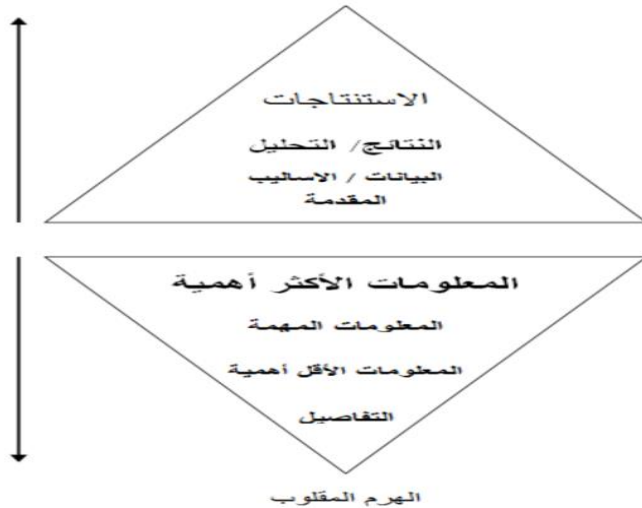 الاستنتاجات
النتائج/ التحليل
البيانات / الاساليب
المقدمة
المعلومات الأكثر أهمية
المعلومات المهمة
المعلومات الأقل أهمية
التفاصيل
الهرم المقلوب